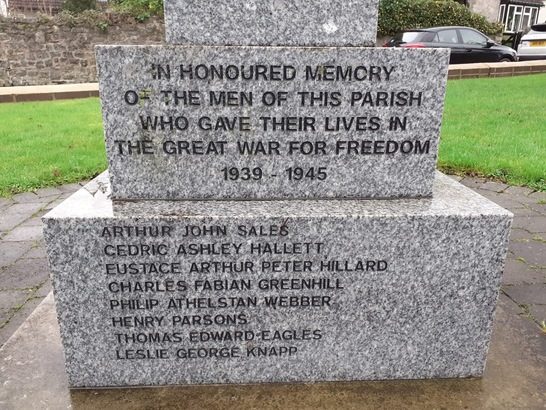 IN HONOURED MEMORY
OF THE MEN OF THIS PARISH
WHO GAVE THEIR LIVES IN
THE GREAT WAR FOR FREEDOM
1939 - 1945
ARTHUR JOHN SALES
CEDRIC ASHLEY HALLETT
EUSTACE ARTHUR PETER HILLARD
CHARLES FABIAN GREENHILL
PHILIP ATHELSTAN WEBBER
HENRY PARSONS
THOMAS EDWARD EAGLES
LESLIE GEORGE KNAPP